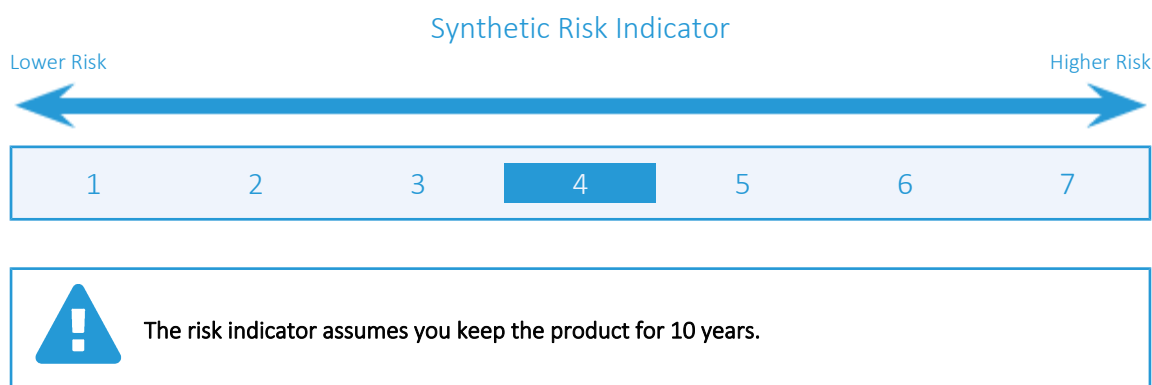 Synthetic Risk Indicator
Lower Risk Higher Risk
1 2 3 4 5 6 7
The risk indicator assumes you keep the product for 10 years.